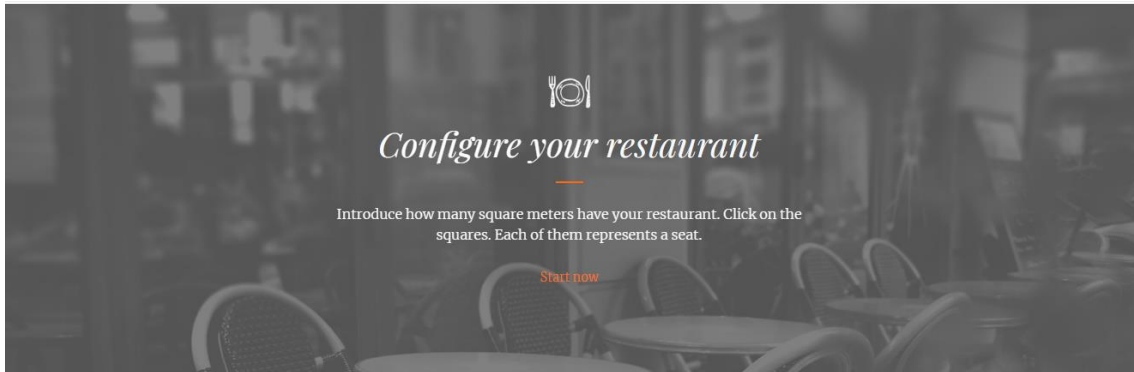 Configure your restaurant
Introduce how many square meters have your restaurant. Click on the
squares. Each of them represents a seat.
Start now